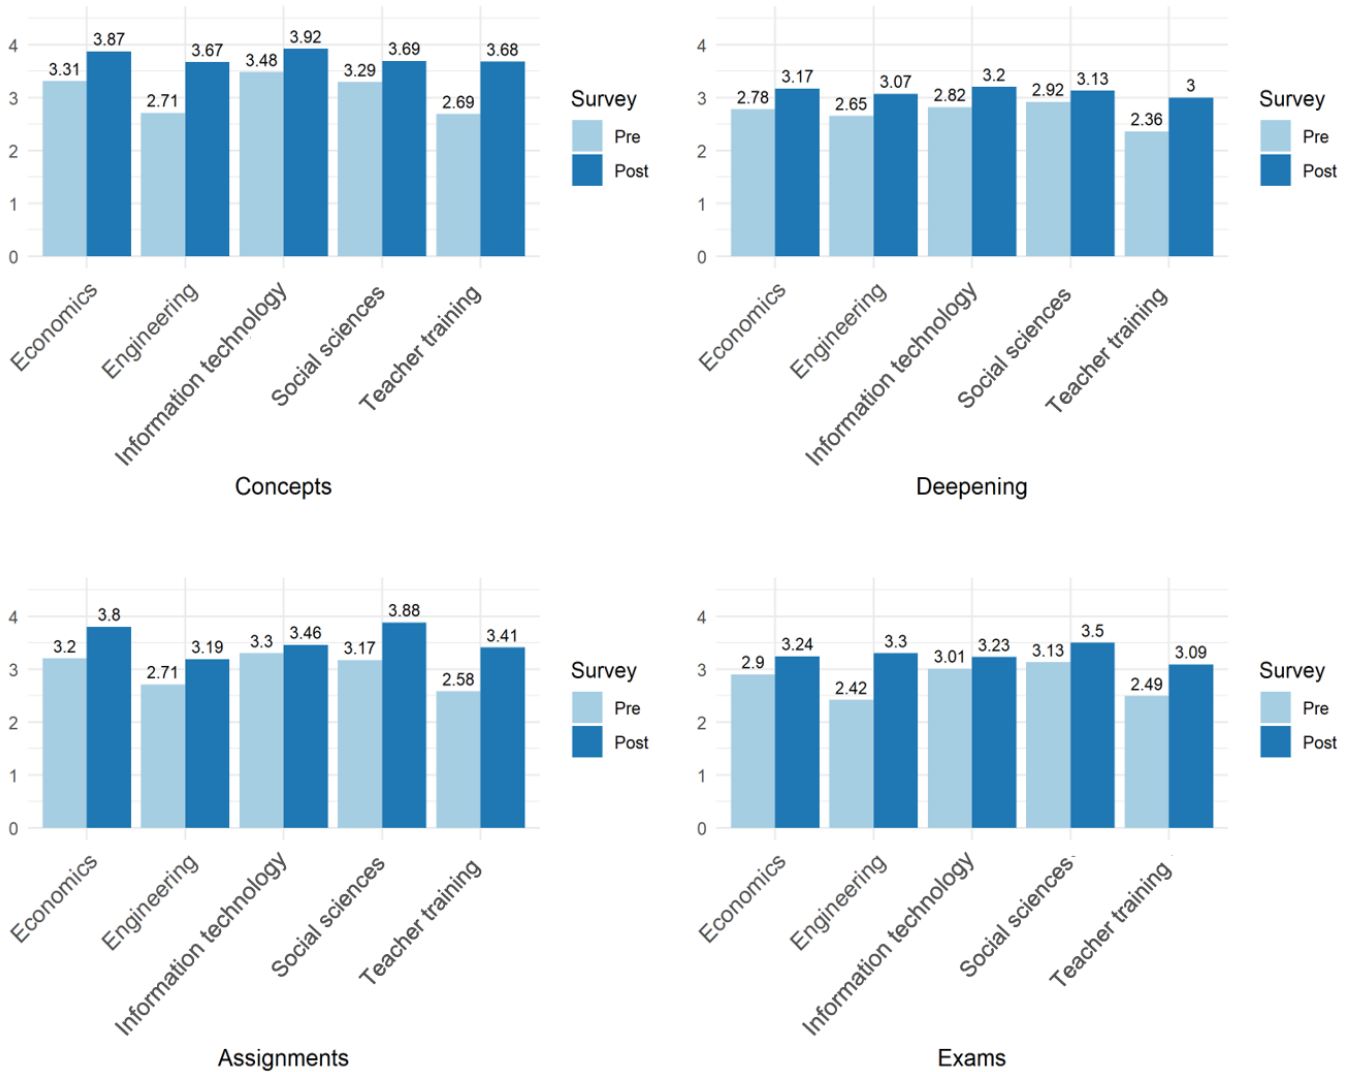 3.31 3.87 2.71 3.67 3.48 3.92 3.29 3.69 2.69 3.68
4
3
2
1
0
Economics
Engineering
Information technology
Social sciences
Teacher training
Concepts
Survey
Pre
Post
2.78 3.17 2.65 3.07 2.82 3.2 2.92 3.13 2.36 3
4
3
2
1
0
Economics
Engineering
Information technology
Social sciences
Teacher training
Deepening
Survey
Pre
Post
3.2 3.8 2.71 3.19 3.3 3.46 3.17 3.88 2.58 3.41
4
3
2
1
0
Economics
Engineering
Information technology
Social sciences
Teacher training
Assignments
Survey
Pre
Post
2.9 3.24 2.42 3.3 3.01 3.23 3.13 3.5 2.49 3.09
4
3
2
1
0
Economics
Engineering
Information technology
Social sciences
Teacher training
Exams
Survey
Pre
Post